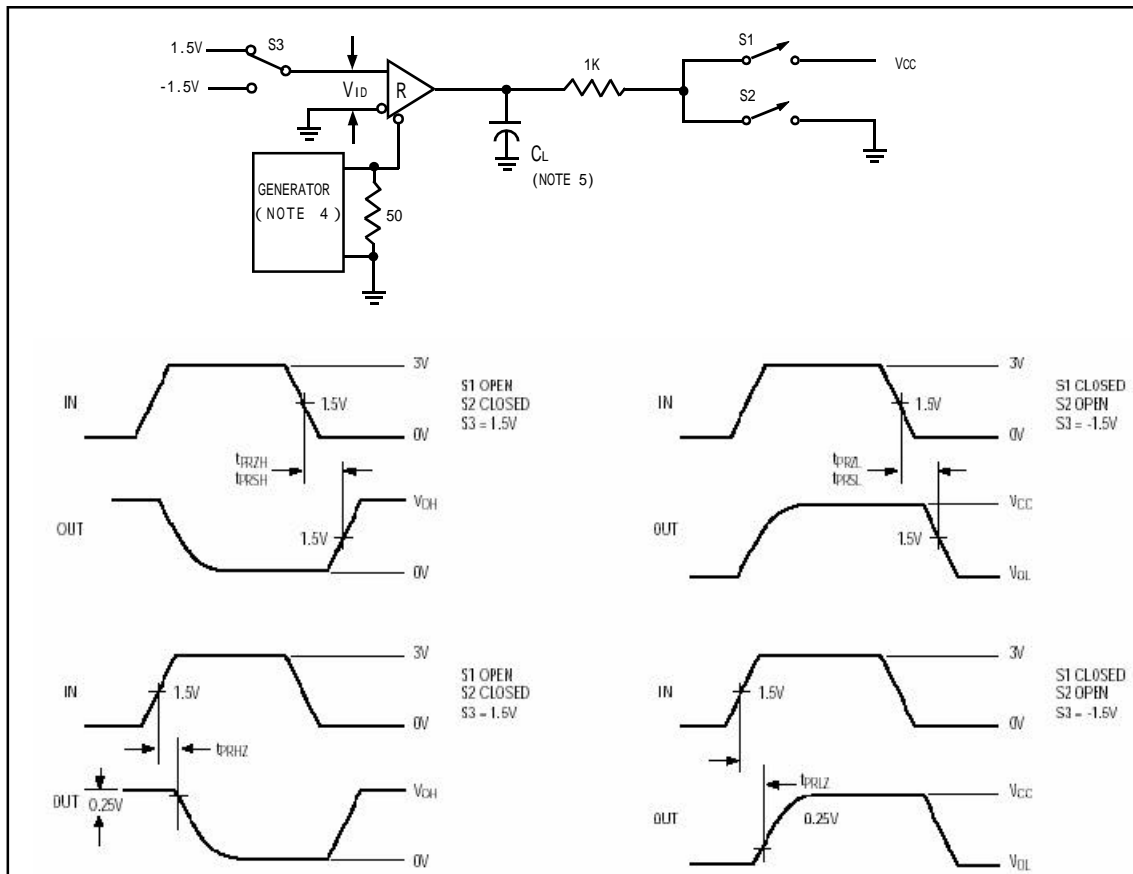 1.5V
S3
-1.5V
VID
R
GENERATOR
(NOTE 4)
50
CL
(NOTE 5)
1K
S1
VCC
S2
IN
3V
1.5V
0V
S1 OPEN
S2 CLOSED
S3 = 1.5V
tPRZH
tPRSH
OUT
VOH
1.5V
0V
IN
3V
1.5V
0V
S1 CLOSED
S2 OPEN
S3 = -1.5V
tPRZL
tPRSL
OUT
VCC
1.5V
VOL
IN
3V
1.5V
0V
S1 OPEN
S2 CLOSED
S3 = 1.5V
tPRHZ
OUT
0.25V
VOH
0V
IN
3V
1.5V
0V
S1 CLOSED
S2 OPEN
S3 = -1.5V
tPRLZ
OUT
VCC
0.25V
VOL